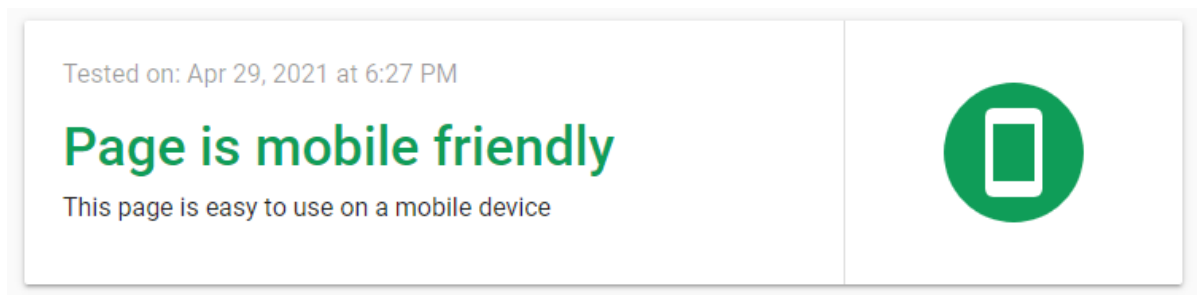 Tested on: Apr 29, 2021 at 6:27 PM
Page is mobile friendly
This page is easy to use on a mobile device